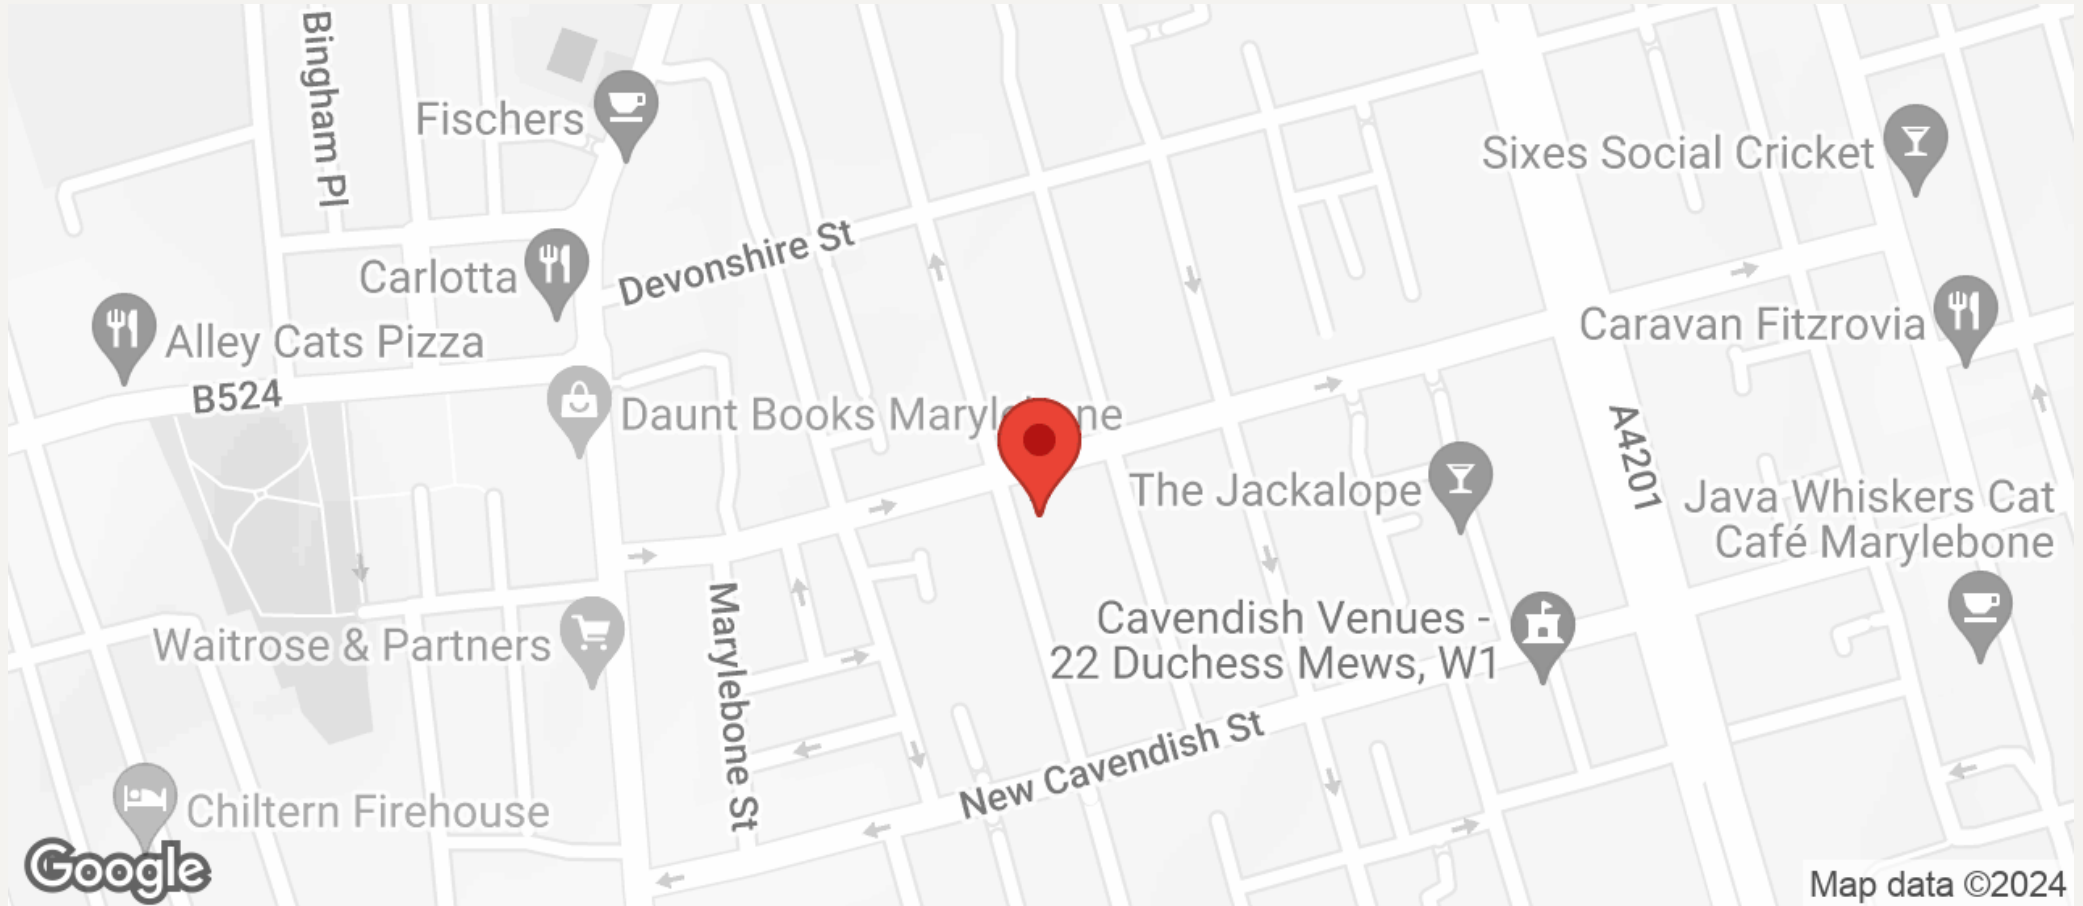 Bingham Pl
Fischers
Sixes Social Cricket
Devonshire St
Carlotta
Caravan Fitzrovia
Alley Cats Pizza
B524
Daunt Books Marylebone
A4201
The Jackalope
Java Whiskers Cat
Café Marylebone
Marylebone St
Waitrose & Partners
Cavendish Venues -
22 Duchess Mews, W1
New Cavendish St
Chiltern Firehouse
Google
Map data ©2024